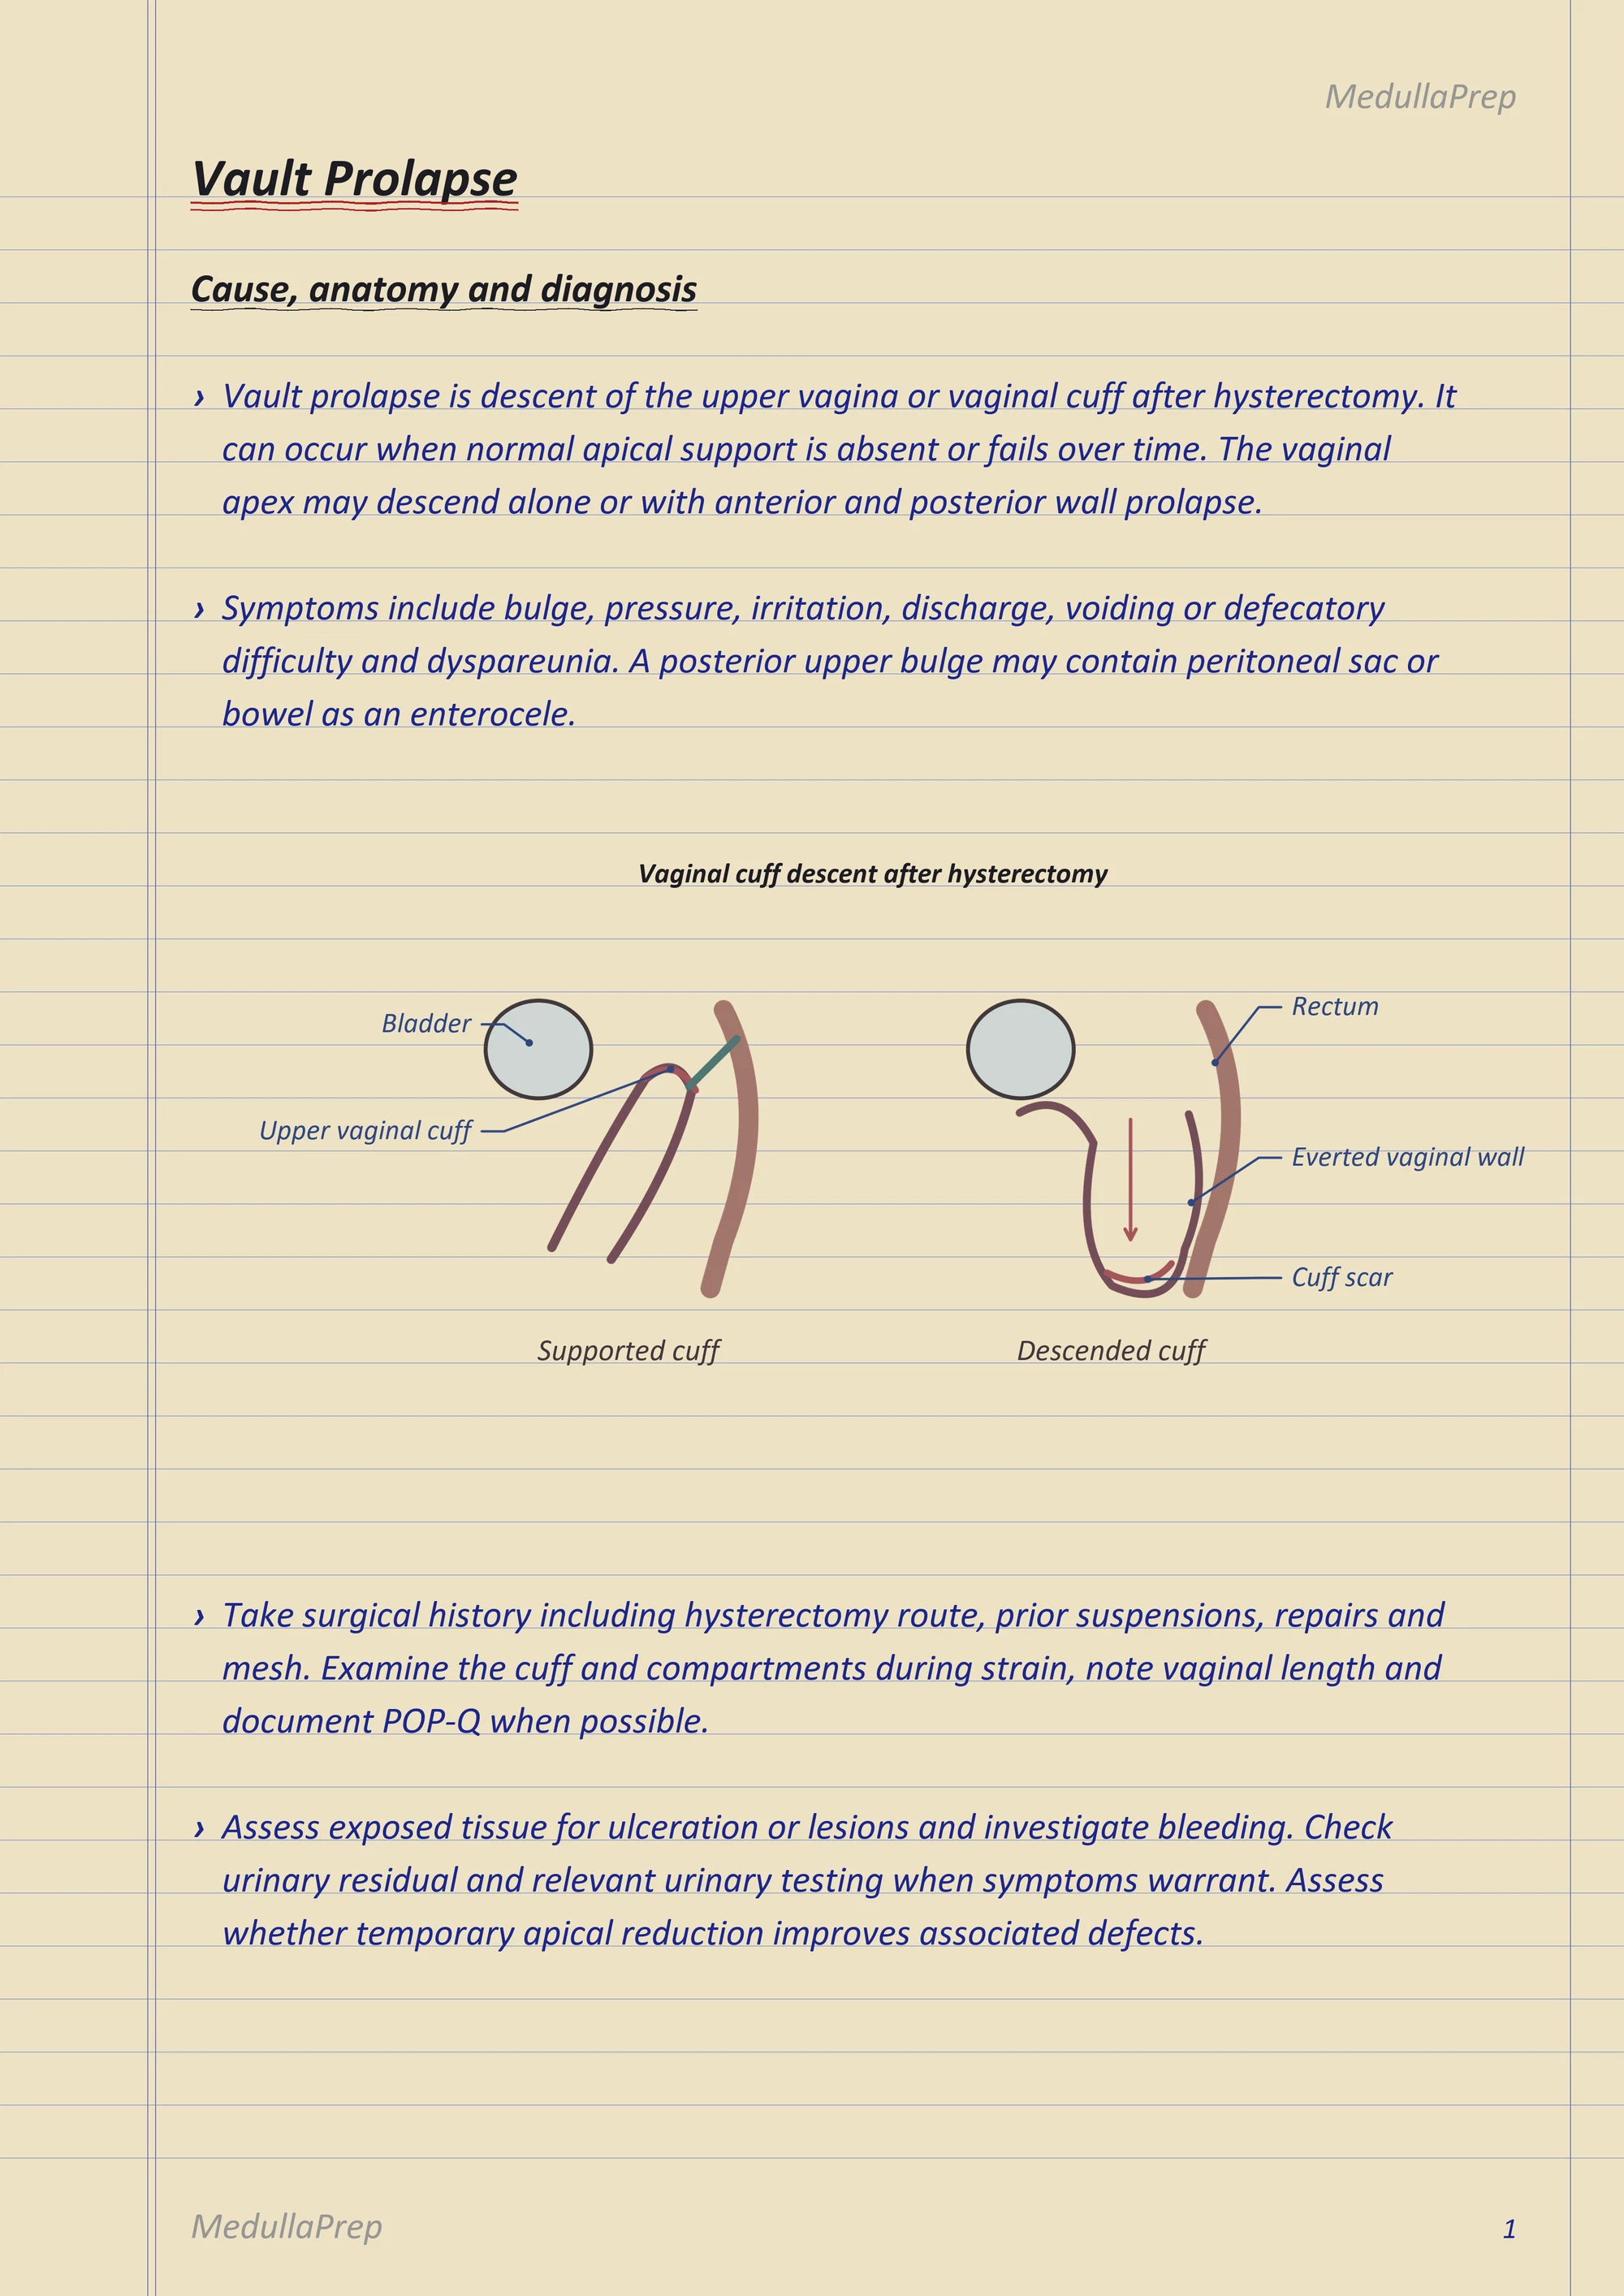 MedullaPrep
Vault Prolapse
Cause, anatomy and diagnosis
› Vault prolapse is descent of the upper vagina or vaginal cuff after hysterectomy. It
can occur when normal apical support is absent or fails over time. The vaginal
apex may descend alone or with anterior and posterior wall prolapse.
› Symptoms include bulge, pressure, irritation, discharge, voiding or defecatory
difficulty and dyspareunia. A posterior upper bulge may contain peritoneal sac or
bowel as an enterocele.
Vaginal cuff descent after hysterectomy
Bladder
Upper vaginal cuff
Rectum
Everted vaginal wall
Cuff scar
Supported cuff
Descended cuff
› Take surgical history including hysterectomy route, prior suspensions, repairs and
mesh. Examine the cuff and compartments during strain, note vaginal length and
document POP-Q when possible.
› Assess exposed tissue for ulceration or lesions and investigate bleeding. Check
urinary residual and relevant urinary testing when symptoms warrant. Assess
whether temporary apical reduction improves associated defects.
MedullaPrep
1